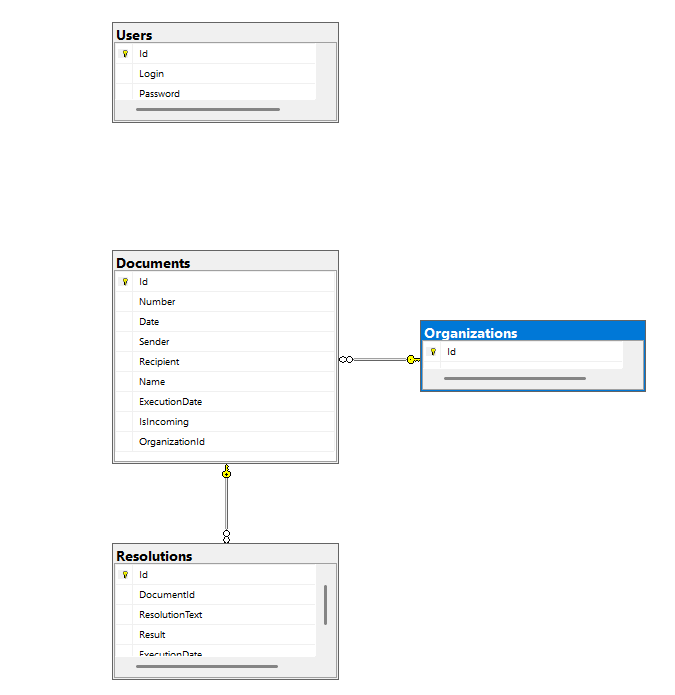 Users
Id
Login
Password
Documents
Id
Number
Date
Sender
Recipient
Name
ExecutionDate
IsIncoming
OrganizationId
Organizations
Id
Resolutions
Id
DocumentId
ResolutionText
Result
ExecutionDate